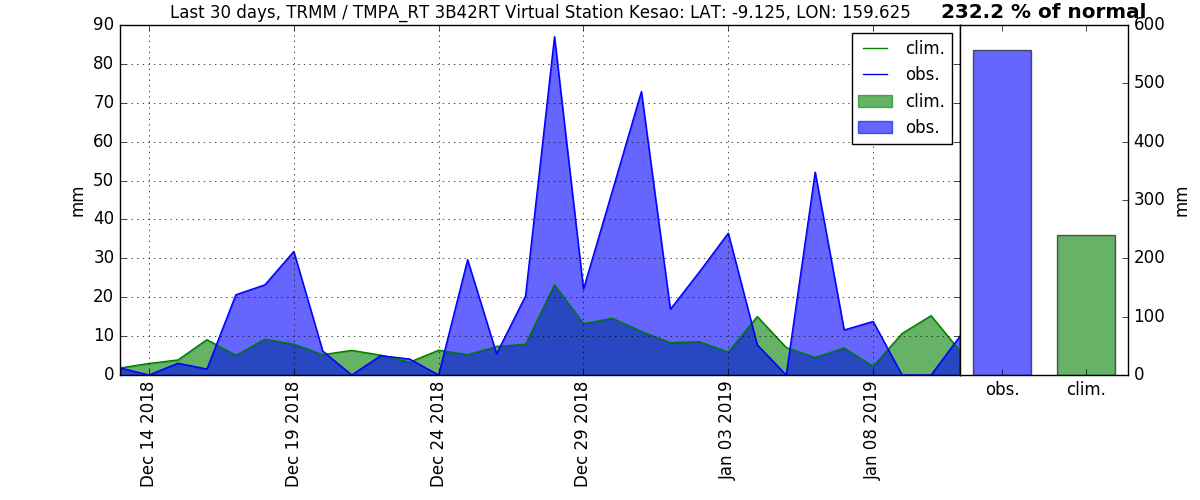 Last 30 days, TRMM / TMPA_RT 3B42RT Virtual Station Kesao: LAT: -9.125, LON: 159.625
232.2 % of normal
90
80
70
60
50
40
30
20
10
0
mm
clim.
obs.
clim.
obs.
Dec 14 2018
Dec 19 2018
Dec 24 2018
Dec 29 2018
Jan 03 2019
Jan 08 2019
600
500
400
300
200
100
0
mm
obs.
clim.